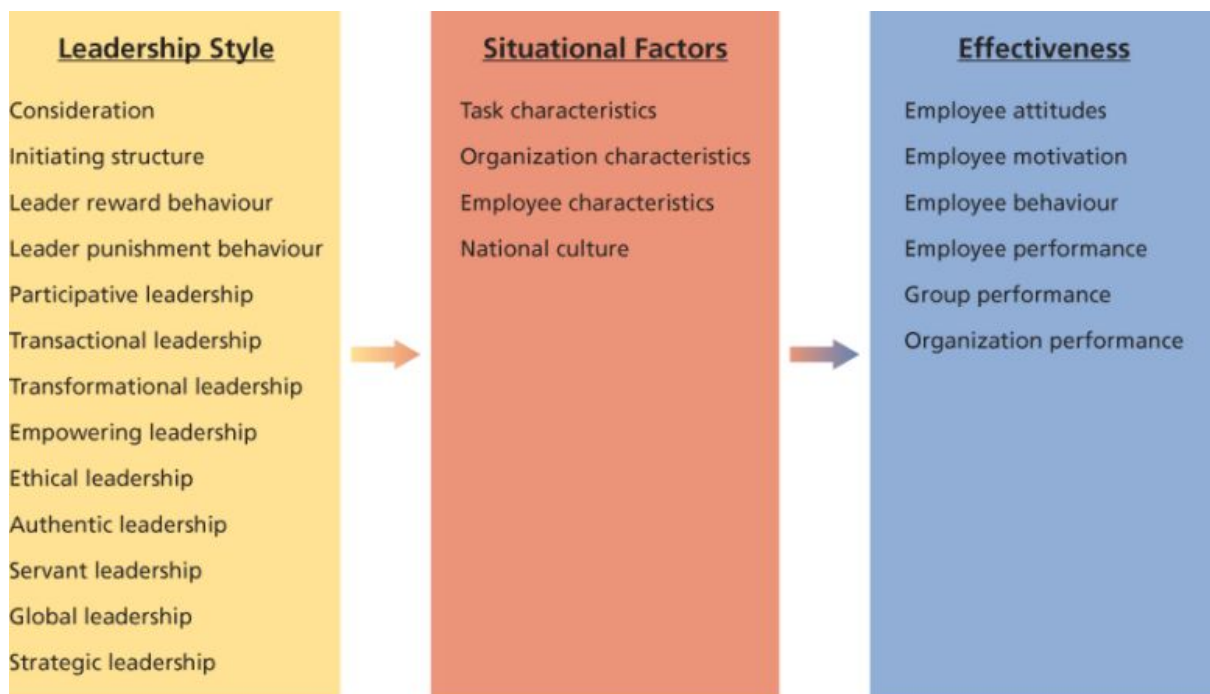 Leadership Style
Consideration
Initiating structure
Leader reward behaviour
Leader punishment behaviour
Participative leadership
Transactional leadership
Transformational leadership
Empowering leadership
Ethical leadership
Authentic leadership
Servant leadership
Global leadership
Strategic leadership
Situational Factors
Task characteristics
Organization characteristics
Employee characteristics
National culture
Effectiveness
Employee attitudes
Employee motivation
Employee behaviour
Employee performance
Group performance
Organization performance